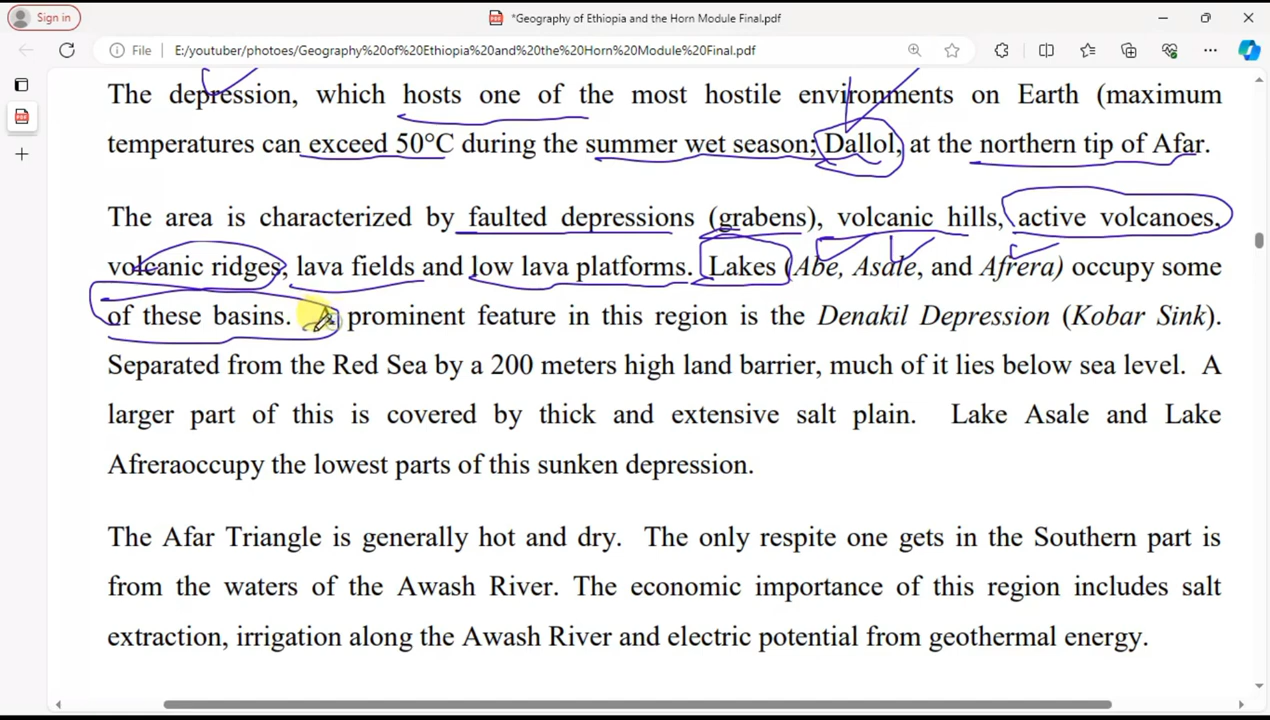 Sign in
*Geography of Ethiopia and the Horn Module Final.pdf
File
E:/youtuber/photoes/Geography%20of%20Ethiopia%20and%20the%20Horn%20Module%20Final.pdf
The depression, which hosts one of the most hostile environments on Earth (maximum
temperatures can exceed 50°C during the summer wet season; Dallol, at the northern tip of Afar.
The area is characterized by faulted depressions (grabens), volcanic hills, active volcanoes,
volcanic ridges, lava fields and low lava platforms. Lakes (Abe, Asale, and Afrera) occupy some
of these basins. A prominent feature in this region is the Denakil Depression (Kobar Sink).
Separated from the Red Sea by a 200 meters high land barrier, much of it lies below sea level. A
larger part of this is covered by thick and extensive salt plain. Lake Asale and Lake
Afreraoccupy the lowest parts of this sunken depression.
The Afar Triangle is generally hot and dry. The only respite one gets in the Southern part is
from the waters of the Awash River. The economic importance of this region includes salt
extraction, irrigation along the Awash River and electric potential from geothermal energy.